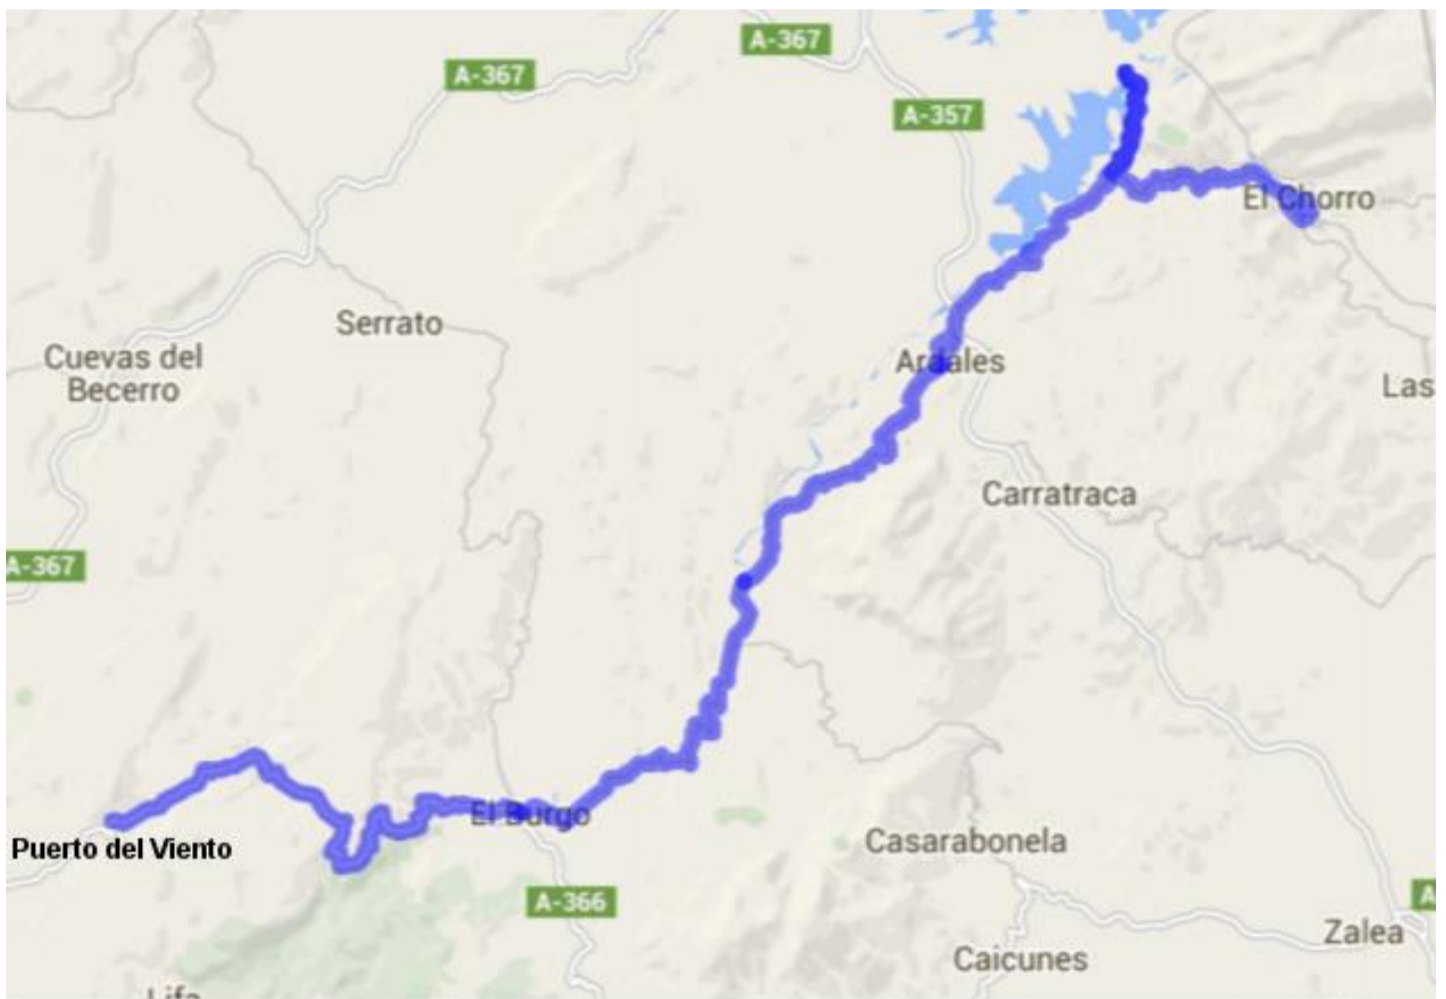 A-367
A-367
A-357
El Chorro
Serrato
Cuevas del
Becerro
Ardales
Las
Carratraca
A-367
El Burgo
Puerto del Viento
Casarabonela
A-366
A
Zalea
Caicunes
Lifa